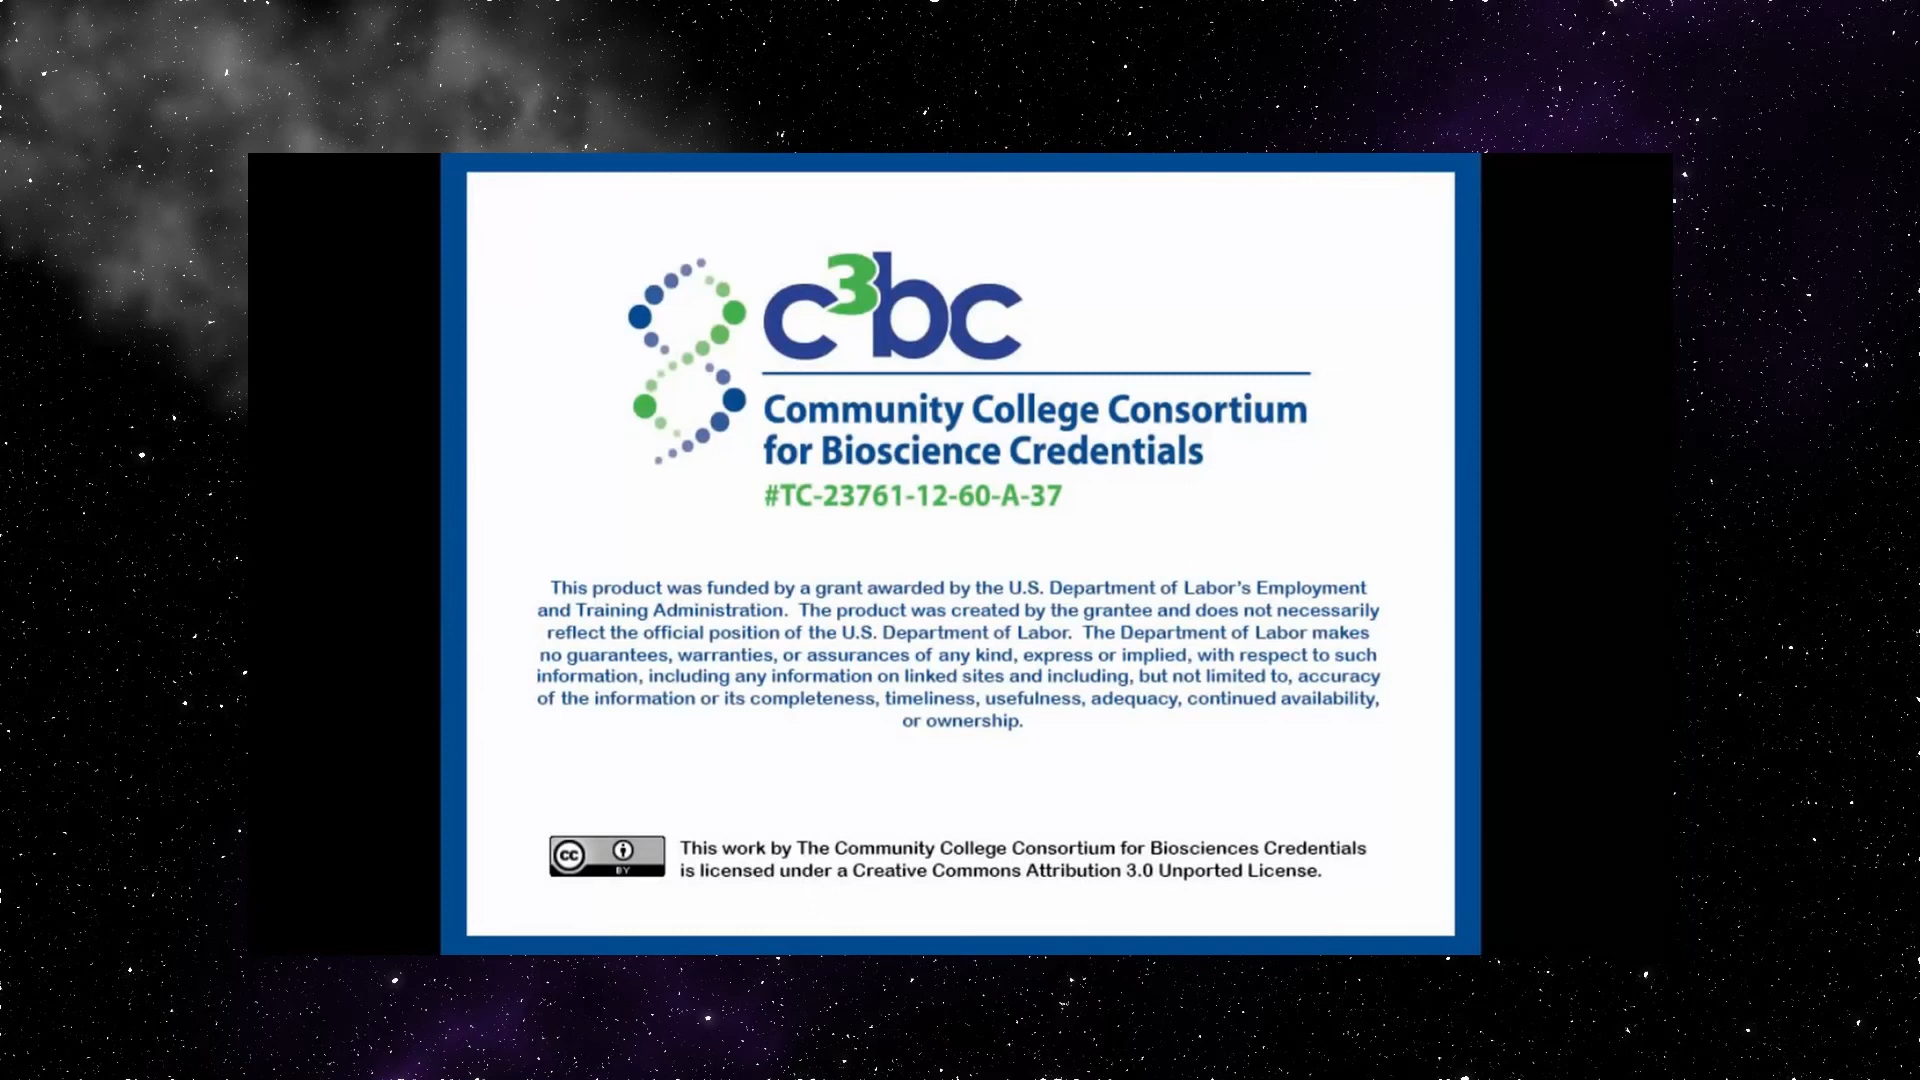 c3bc
Community College Consortium
for Bioscience Credentials
#TC-23761-12-60-A-37
This product was funded by a grant awarded by the U.S. Department of Labor’s Employment
and Training Administration. The product was created by the grantee and does not necessarily
reflect the official position of the U.S. Department of Labor. The Department of Labor makes
no guarantees, warranties, or assurances of any kind, express or implied, with respect to such
information, including any information on linked sites and including, but not limited to, accuracy
of the information or its completeness, timeliness, usefulness, adequacy, continued availability,
or ownership.
cc
BY
This work by The Community College Consortium for Biosciences Credentials
is licensed under a Creative Commons Attribution 3.0 Unported License.